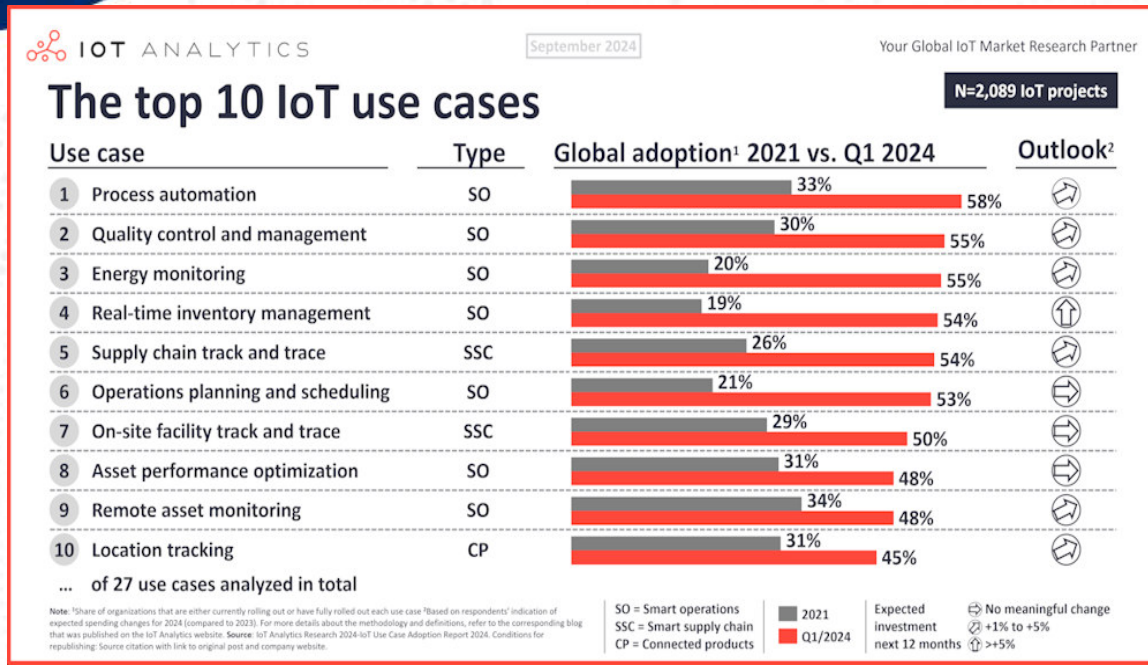 IOT ANALYTICS
September 2024
Your Global IoT Market Research Partner
The top 10 IoT use cases
N=2,089 IoT projects
Use case Type Global adoption¹ 2021 vs. Q1 2024 Outlook²
1 Process automation SO 33% 58%
2 Quality control and management SO 30% 55%
3 Energy monitoring SO 20% 55%
4 Real-time inventory management SO 19% 54%
5 Supply chain track and trace SSC 26% 54%
6 Operations planning and scheduling SO 21% 53%
7 On-site facility track and trace SSC 29% 50%
8 Asset performance optimization SO 31% 48%
9 Remote asset monitoring SO 34% 48%
10 Location tracking CP 31% 45%
... of 27 use cases analyzed in total
Note: ¹Share of organizations that are either currently rolling out or have fully rolled out each use case ²Based on respondents' indication of
expected spending changes for 2024 (compared to 2023). For more details about the methodology and definitions, refer to the corresponding blog
that was published on the IoT Analytics website. Source: IoT Analytics Research 2024-IoT Use Case Adoption Report 2024. Conditions for
republishing: Source citation with link to original post and company website.
SO = Smart operations
SSC = Smart supply chain
CP = Connected products
2021
Q1/2024
Expected
investment
next 12 months
No meaningful change
+1% to +5%
>+5%